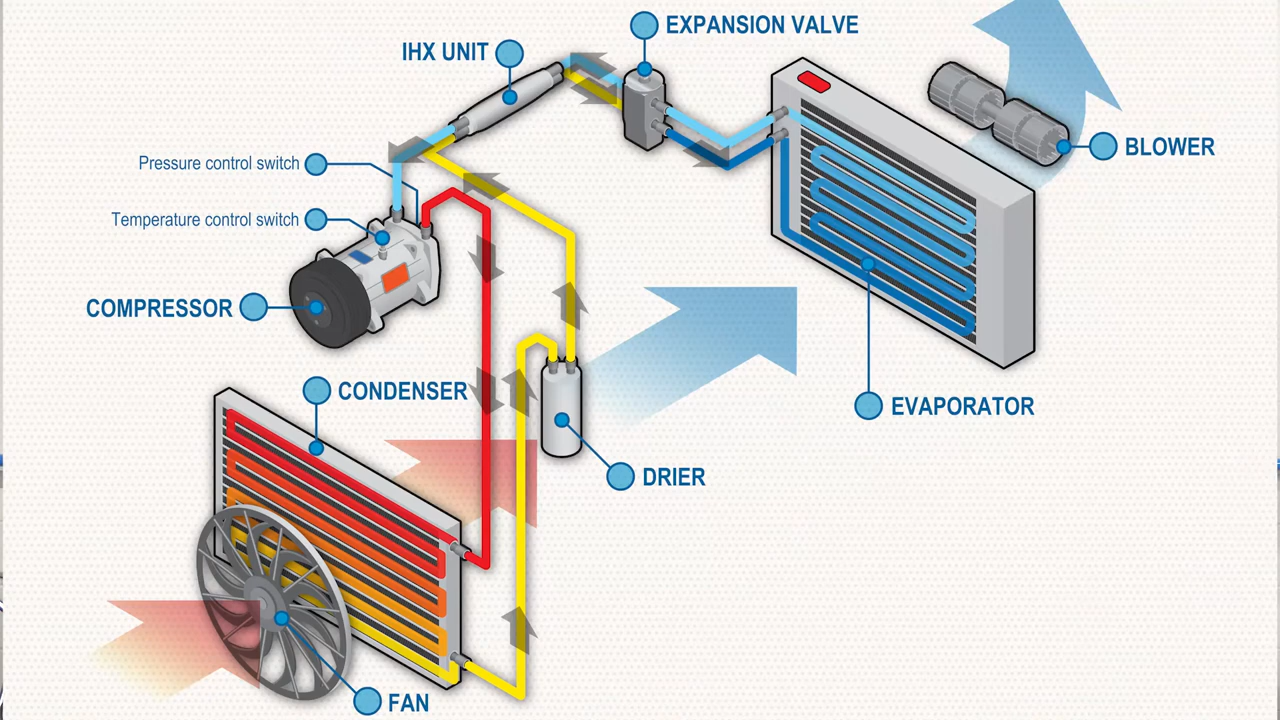 EXPANSION VALVE
IHX UNIT
BLOWER
Pressure control switch
Temperature control switch
COMPRESSOR
CONDENSER
EVAPORATOR
DRIER
FAN